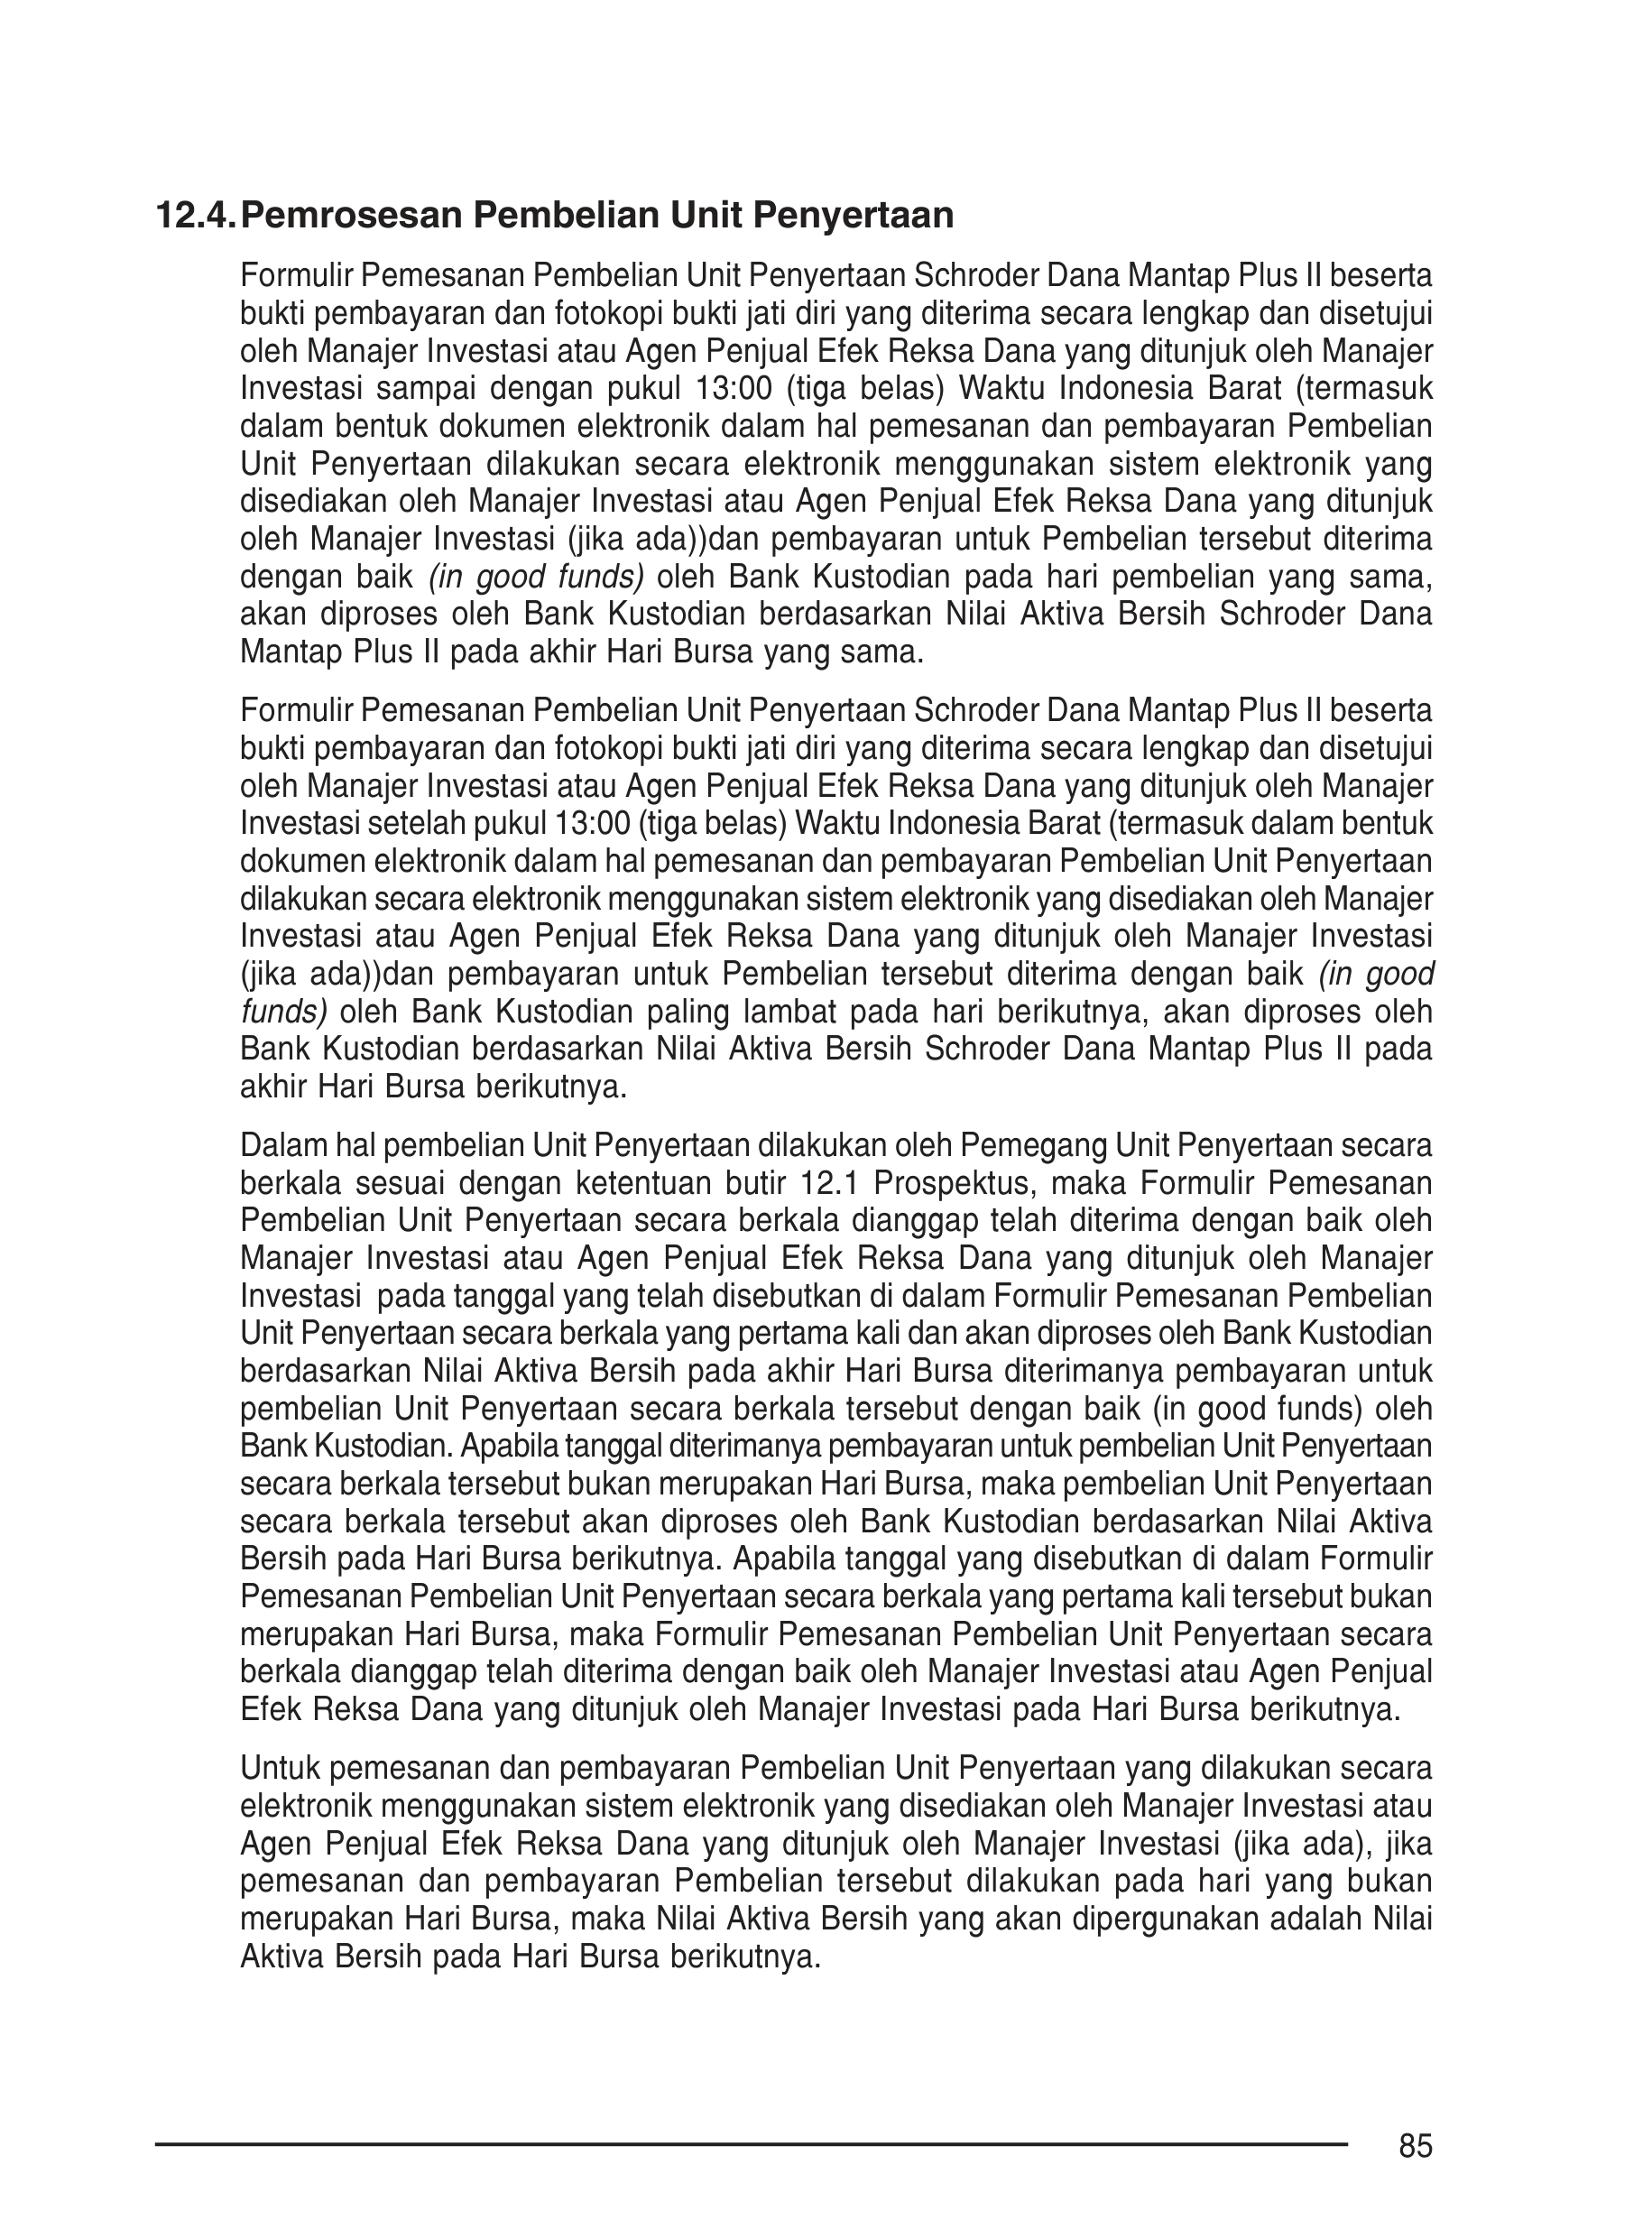 12.4. Pemrosesan Pembelian Unit Penyertaan
Formulir Pemesanan Pembelian Unit Penyertaan Schroder Dana Mantap Plus II beserta
bukti pembayaran dan fotokopi bukti jati diri yang diterima secara lengkap dan disetujui
oleh Manajer Investasi atau Agen Penjual Efek Reksa Dana yang ditunjuk oleh Manajer
Investasi sampai dengan pukul 13:00 (tiga belas) Waktu Indonesia Barat (termasuk
dalam bentuk dokumen elektronik dalam hal pemesanan dan pembayaran Pembelian
Unit Penyertaan dilakukan secara elektronik menggunakan sistem elektronik yang
disediakan oleh Manajer Investasi atau Agen Penjual Efek Reksa Dana yang ditunjuk
oleh Manajer Investasi (jika ada))dan pembayaran untuk Pembelian tersebut diterima
dengan baik (in good funds) oleh Bank Kustodian pada hari pembelian yang sama,
akan diproses oleh Bank Kustodian berdasarkan Nilai Aktiva Bersih Schroder Dana
Mantap Plus II pada akhir Hari Bursa yang sama.
Formulir Pemesanan Pembelian Unit Penyertaan Schroder Dana Mantap Plus II beserta
bukti pembayaran dan fotokopi bukti jati diri yang diterima secara lengkap dan disetujui
oleh Manajer Investasi atau Agen Penjual Efek Reksa Dana yang ditunjuk oleh Manajer
Investasi setelah pukul 13:00 (tiga belas) Waktu Indonesia Barat (termasuk dalam bentuk
dokumen elektronik dalam hal pemesanan dan pembayaran Pembelian Unit Penyertaan
dilakukan secara elektronik menggunakan sistem elektronik yang disediakan oleh Manajer
Investasi atau Agen Penjual Efek Reksa Dana yang ditunjuk oleh Manajer Investasi
(jika ada))dan pembayaran untuk Pembelian tersebut diterima dengan baik (in good
funds) oleh Bank Kustodian paling lambat pada hari berikutnya, akan diproses oleh
Bank Kustodian berdasarkan Nilai Aktiva Bersih Schroder Dana Mantap Plus II pada
akhir Hari Bursa berikutnya.
Dalam hal pembelian Unit Penyertaan dilakukan oleh Pemegang Unit Penyertaan secara
berkala sesuai dengan ketentuan butir 12.1 Prospektus, maka Formulir Pemesanan
Pembelian Unit Penyertaan secara berkala dianggap telah diterima dengan baik oleh
Manajer Investasi atau Agen Penjual Efek Reksa Dana yang ditunjuk oleh Manajer
Investasi pada tanggal yang telah disebutkan di dalam Formulir Pemesanan Pembelian
Unit Penyertaan secara berkala yang pertama kali dan akan diproses oleh Bank Kustodian
berdasarkan Nilai Aktiva Bersih pada akhir Hari Bursa diterimanya pembayaran untuk
pembelian Unit Penyertaan secara berkala tersebut dengan baik (in good funds) oleh
Bank Kustodian. Apabila tanggal diterimanya pembayaran untuk pembelian Unit Penyertaan
secara berkala tersebut bukan merupakan Hari Bursa, maka pembelian Unit Penyertaan
secara berkala tersebut akan diproses oleh Bank Kustodian berdasarkan Nilai Aktiva
Bersih pada Hari Bursa berikutnya. Apabila tanggal yang disebutkan di dalam Formulir
Pemesanan Pembelian Unit Penyertaan secara berkala yang pertama kali tersebut bukan
merupakan Hari Bursa, maka Formulir Pemesanan Pembelian Unit Penyertaan secara
berkala dianggap telah diterima dengan baik oleh Manajer Investasi atau Agen Penjual
Efek Reksa Dana yang ditunjuk oleh Manajer Investasi pada Hari Bursa berikutnya.
Untuk pemesanan dan pembayaran Pembelian Unit Penyertaan yang dilakukan secara
elektronik menggunakan sistem elektronik yang disediakan oleh Manajer Investasi atau
Agen Penjual Efek Reksa Dana yang ditunjuk oleh Manajer Investasi (jika ada), jika
pemesanan dan pembayaran Pembelian tersebut dilakukan pada hari yang bukan
merupakan Hari Bursa, maka Nilai Aktiva Bersih yang akan dipergunakan adalah Nilai
Aktiva Bersih pada Hari Bursa berikutnya.
85